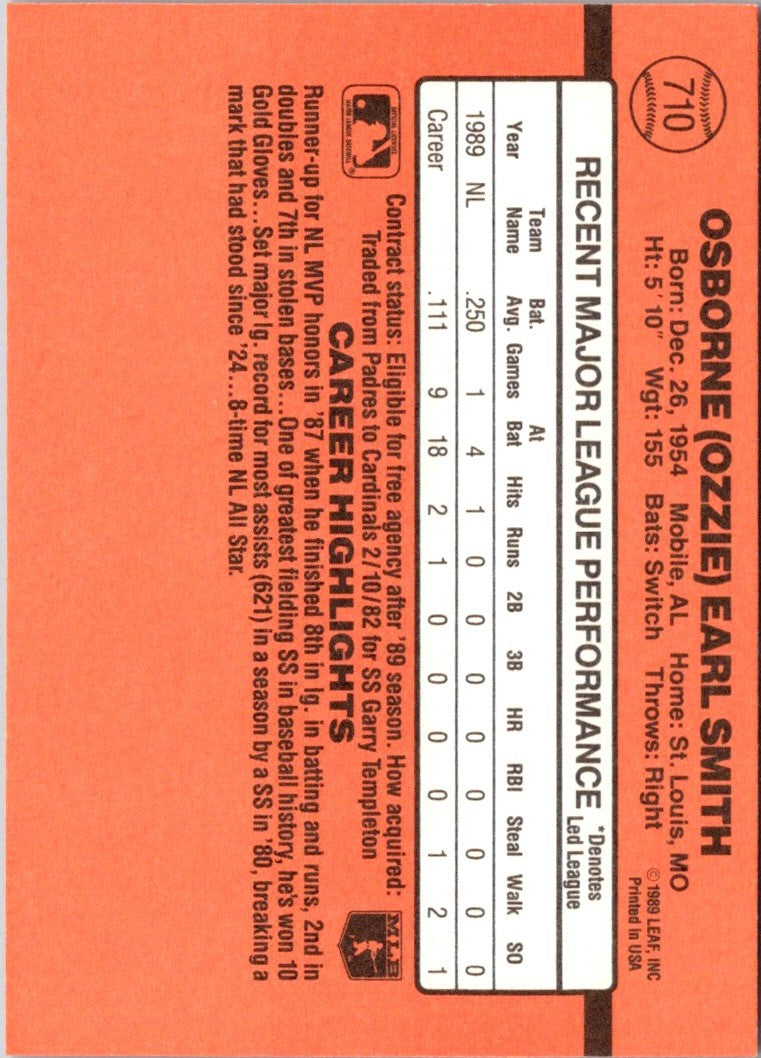 710
OSBORNE (OZZIE) EARL SMITH
Born: Dec. 26, 1954 Mobile, AL Home: St. Louis, MO
Ht: 5' 10" Wgt: 155 Bats: Switch Throws: Right
© 1989 LEAF, INC
Printed in USA
RECENT MAJOR LEAGUE PERFORMANCE
*Denotes
Led League
Year Team Name Bat. Avg. Games At Bat Hits Runs 2B 3B HR RBI Steal Walk SO
1989 NL .250 1 4 1 0 0 0 0 0 0 0 0
Career .111 9 18 2 1 0 0 0 0 1 2 1
OFFICIAL LICENSEE
MAJOR LEAGUE BASEBALL
®
Contract status: Eligible for free agency after '89 season. How acquired:
Traded from Padres to Cardinals 2/10/82 for SS Garry Templeton
MLB
CAREER HIGHLIGHTS
Runner-up for NL MVP honors in '87 when he finished 8th in lg. in batting and runs, 2nd in
doubles and 7th in stolen bases...One of greatest fielding SS in baseball history, he's won 10
Gold Gloves...Set major lg. record for most assists (621) in a season by a SS in '80, breaking a
mark that had stood since '24...8-time NL All Star.